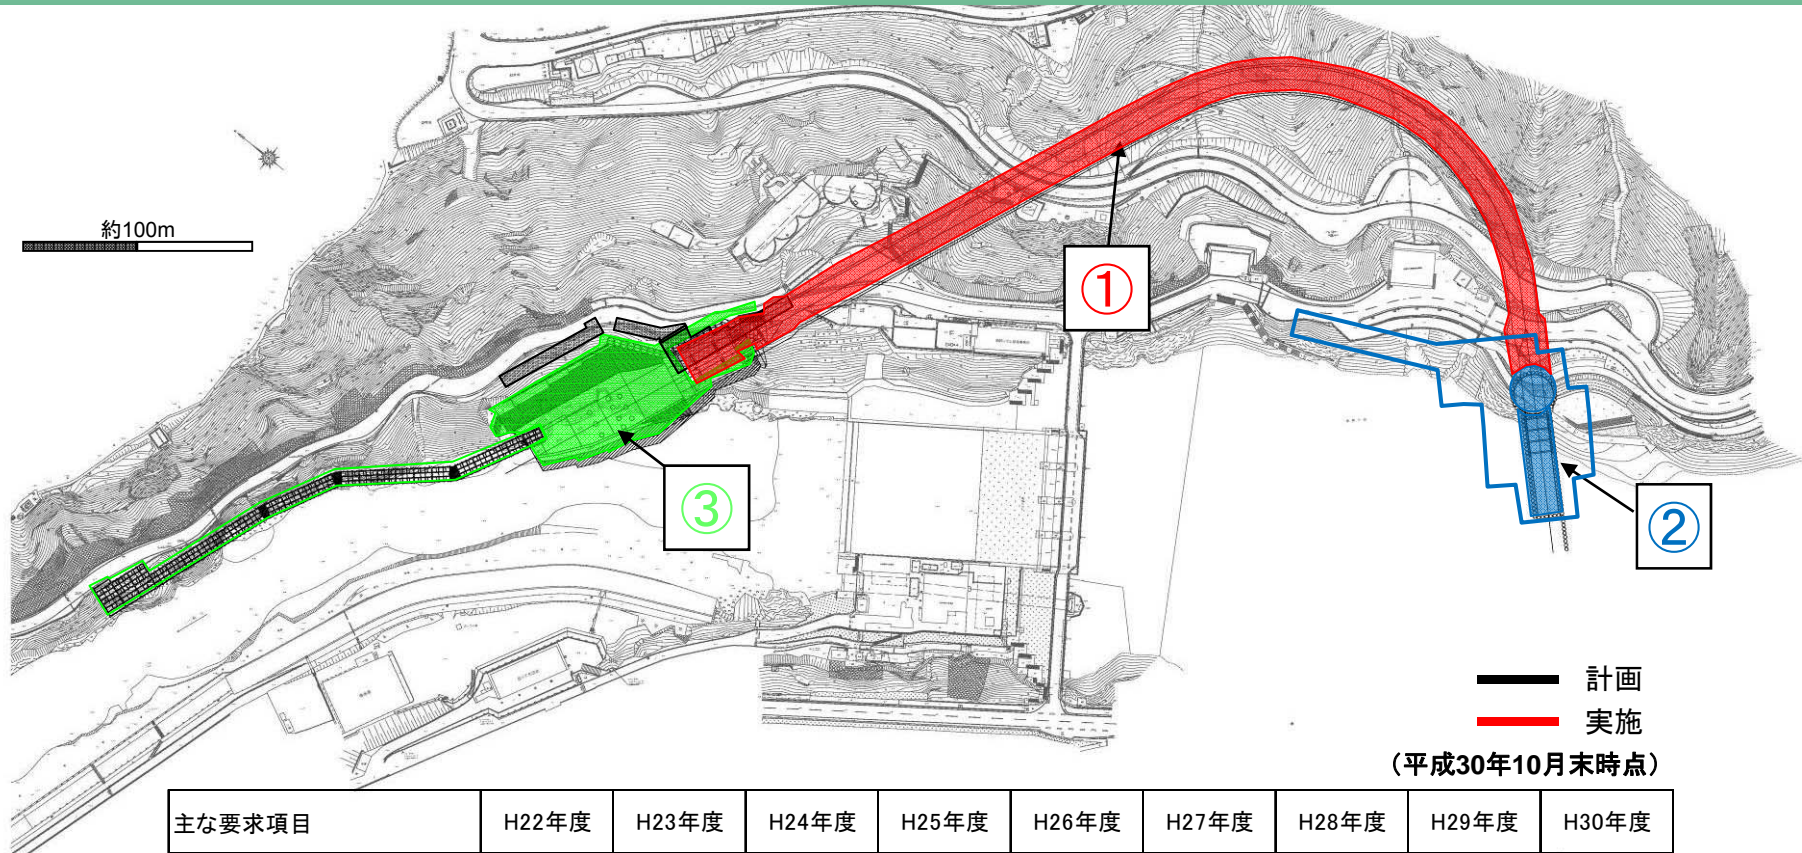 約100m
①
③
②
計画
実施
（平成30年10月末時点）
主な要求項目 H22年度 H23年度 H24年度 H25年度 H26年度 H27年度 H28年度 H29年度 H30年度